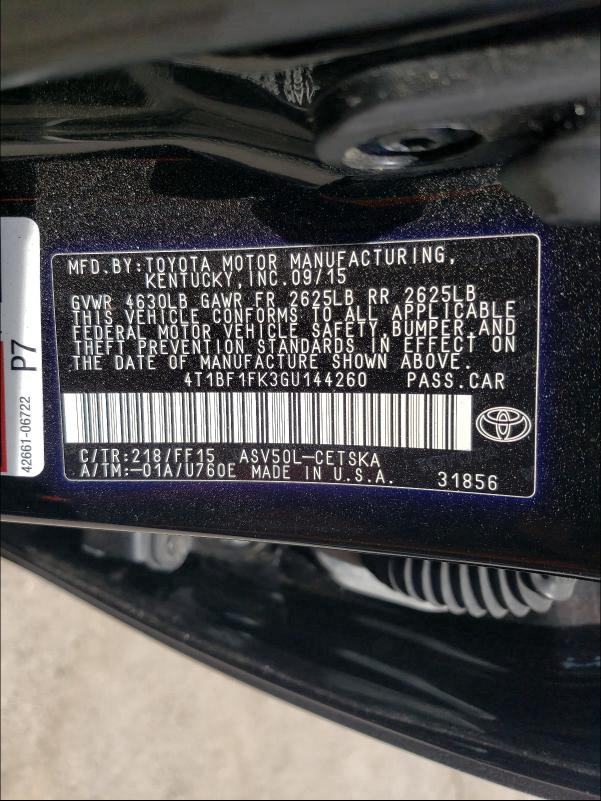 MFD.BY:TOYOTA MOTOR MANUFACTURING,
KENTUCKY,INC.09/15
GVWR 4630LB GAWR FR 2625LB RR 2625LB
THIS VEHICLE CONFORMS TO ALL APPLICABLE
FEDERAL MOTOR VEHICLE SAFETY,BUMPER,AND
THEFT PREVENTION STANDARDS IN EFFECT ON
THE DATE OF MANUFACTURE SHOWN ABOVE.
4T1BF1FK3GU144260 PASS.CAR
C/TR:218/FF15 ASV50L-CETSKA
A/TM:-01A/U760E MADE IN U.S.A. 31856
P7
42661-06722